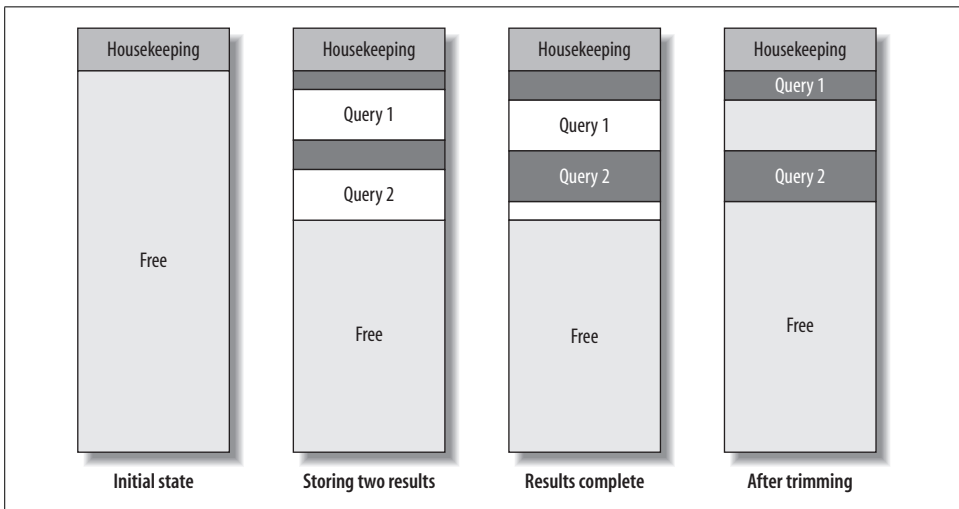 Housekeeping
Free
Initial state
Housekeeping
Query 1
Query 2
Free
Storing two results
Housekeeping
Query 1
Query 2
Free
Results complete
Housekeeping
Query 1
Query 2
Free
After trimming